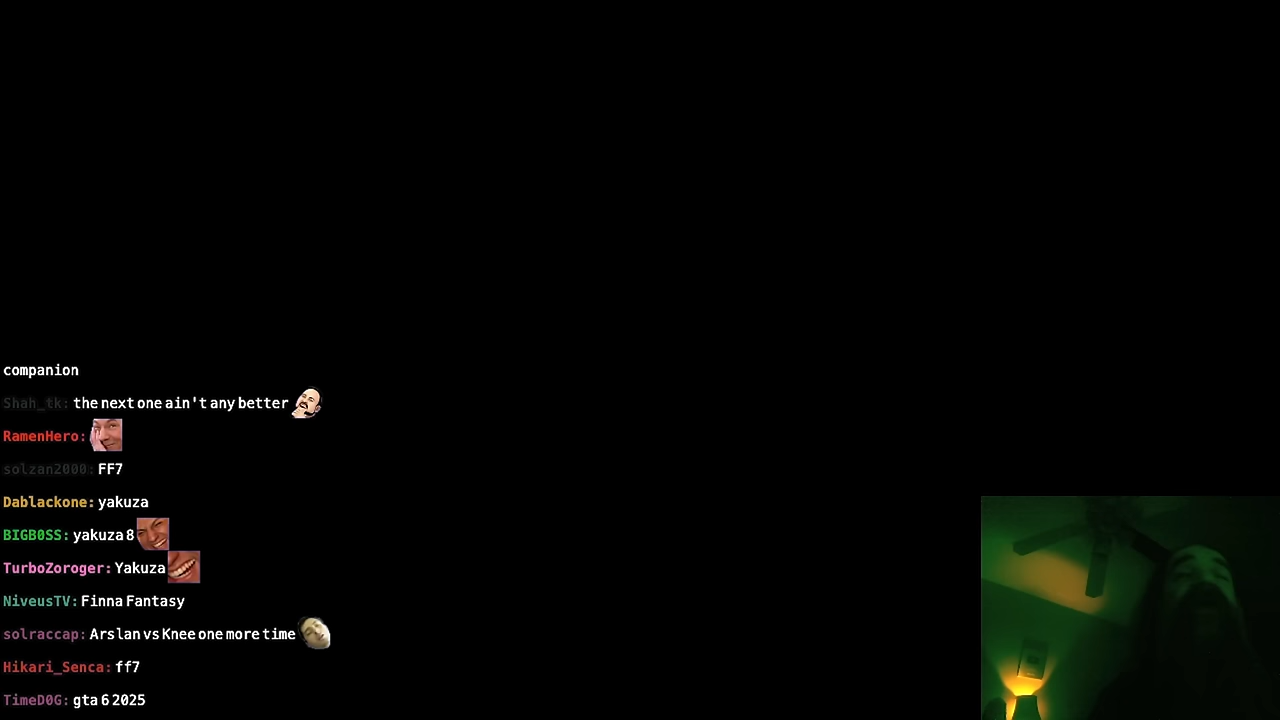 companion
Shah_tk: the next one ain't any better
RamenHero:
solzan2000: FF7
Dablackone: yakuza
BIGB0SS: yakuza 8
TurboZoroger: Yakuza
NiveusTV: Finna Fantasy
solraccap: Arslan vs Knee one more time
Hikari_Senca: ff7
TimeD0G: gta 6 2025